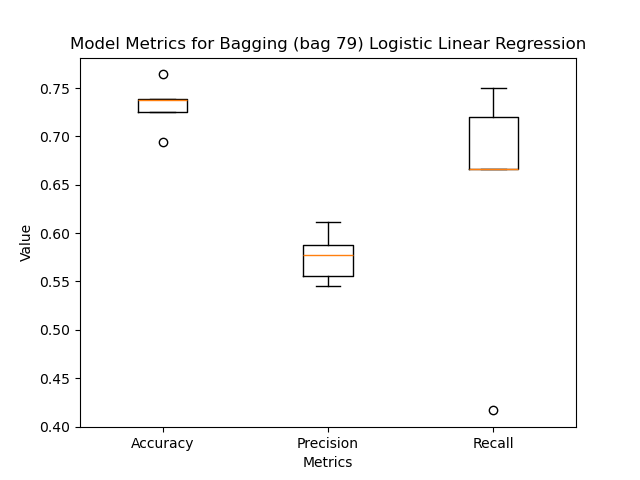 Model Metrics for Bagging (bag 79) Logistic Linear Regression
0.75
0.70
0.65
0.60
0.55
0.50
0.45
0.40
Value
Accuracy Precision Recall
Metrics